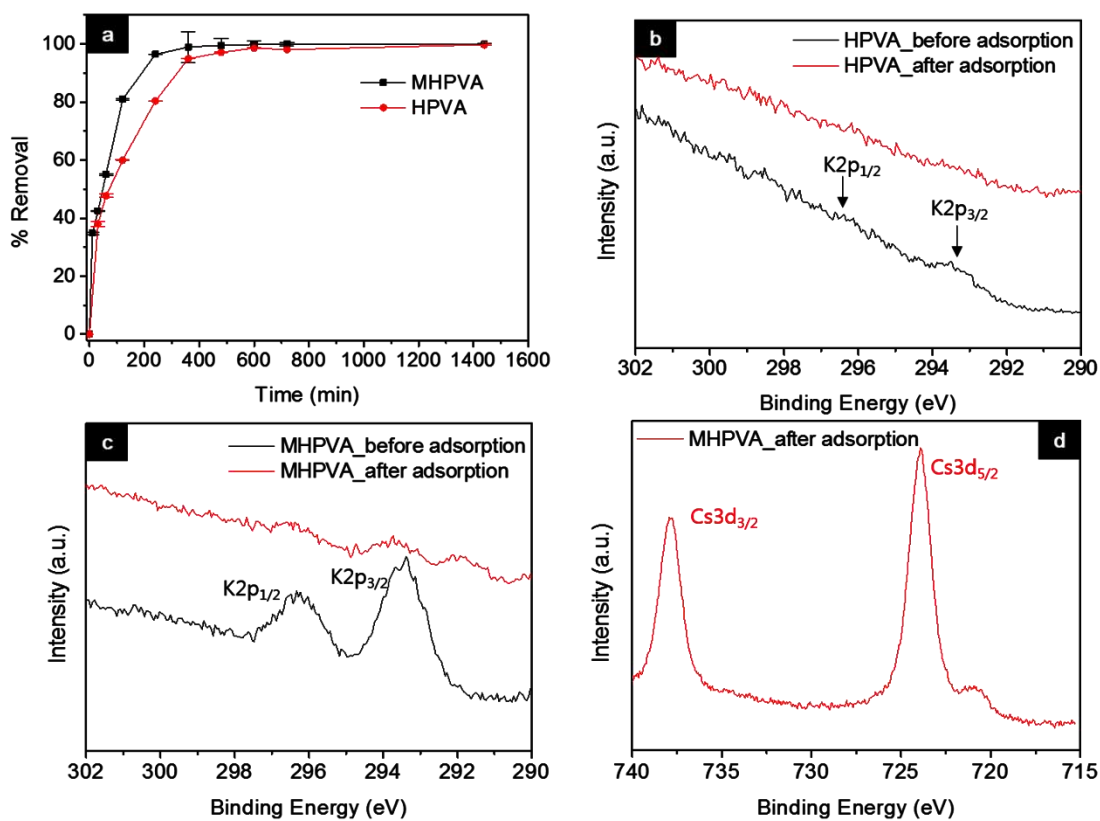 a
100
80
60
40
20
0
% Removal
MHPVA
HPVA
0 200 400 600 800 1000 1200 1400 1600
Time (min)
b
HPVA_before adsorption
HPVA_after adsorption
K2p1/2
K2p3/2
Intensity (a.u.)
302 300 298 296 294 292 290
Binding Energy (eV)
c
MHPVA_before adsorption
MHPVA_after adsorption
K2p1/2
K2p3/2
Intensity (a.u.)
302 300 298 296 294 292 290
Binding Energy (eV)
d
MHPVA_after adsorption
Cs3d5/2
Cs3d3/2
Intensity (a.u.)
740 735 730 725 720 715
Binding Energy (eV)